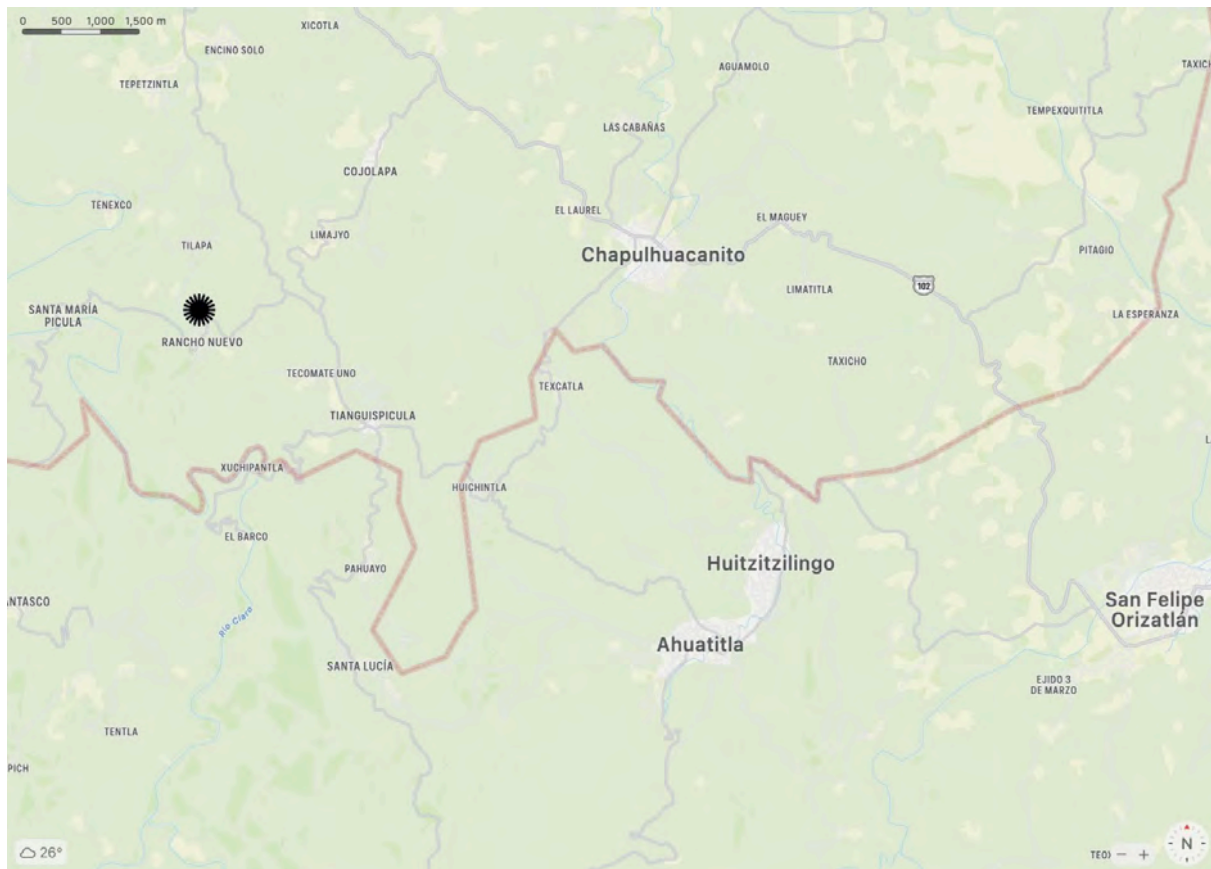 0 500 1,000 1,500 m
XICOTLA
ENCINO SOLO
AGUAMOLO
TAXICH
TEPETZINTLA
TEMPEXQUITITLA
LAS CABAÑAS
COJOLAPA
TENEXCO
EL LAUREL
EL MAGUEY
LIMAJYO
TILAPA
PITAGIO
Chapulhuacanito
102
LIMATITLA
SANTA MARÍA
PICULA
LA ESPERANZA
RANCHO NUEVO
TAXICHO
TECOMATE UNO
TEXCATLA
TIANGUISPICULA
XUCHIPANTLA
HUICHINTLA
EL BARCO
Huitzitzilingo
PAHUAYO
ANTASCO
San Felipe
Orizatlán
Río Claro
Ahuatitla
SANTA LUCÍA
EJIDO 3
DE MARZO
TENTLA
PICH
26°
TEO
N